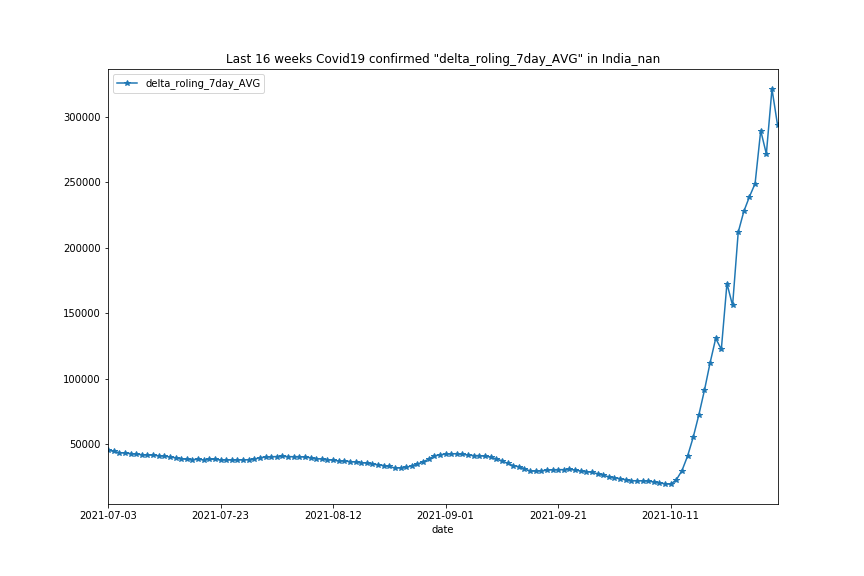 Last 16 weeks Covid19 confirmed "delta_roling_7day_AVG" in India_nan
delta_roling_7day_AVG
300000
250000
200000
150000
100000
50000
2021-07-03 2021-07-23 2021-08-12 2021-09-01 2021-09-21 2021-10-11
date